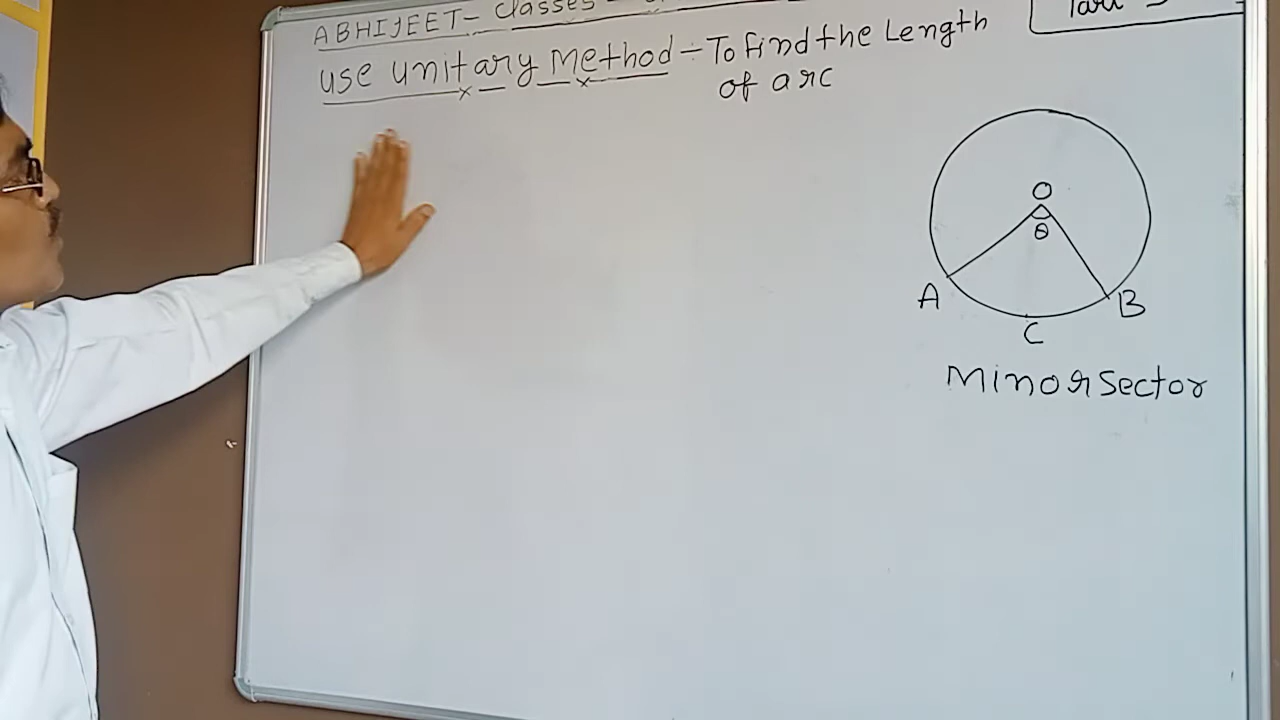 ABHIJEET- Classes -
use unitary Method ÷ To find the Length
of arc
O
θ
A
B
C
Minor Sector